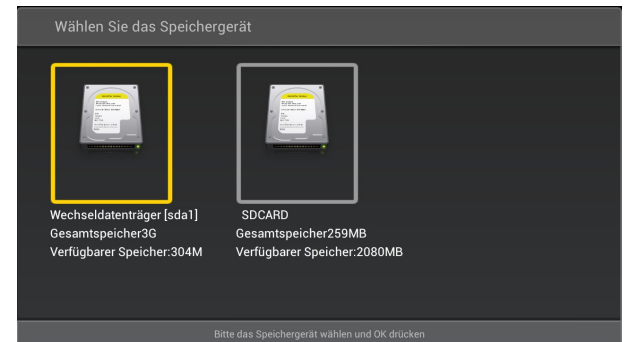 Wählen Sie das Speichergerät
Wechseldatenträger [sda1]
Gesamtspeicher3G
Verfügbarer Speicher:304M
SDCARD
Gesamtspeicher259MB
Verfügbarer Speicher:2080MB
Bitte das Speichergerät wählen und OK drücken